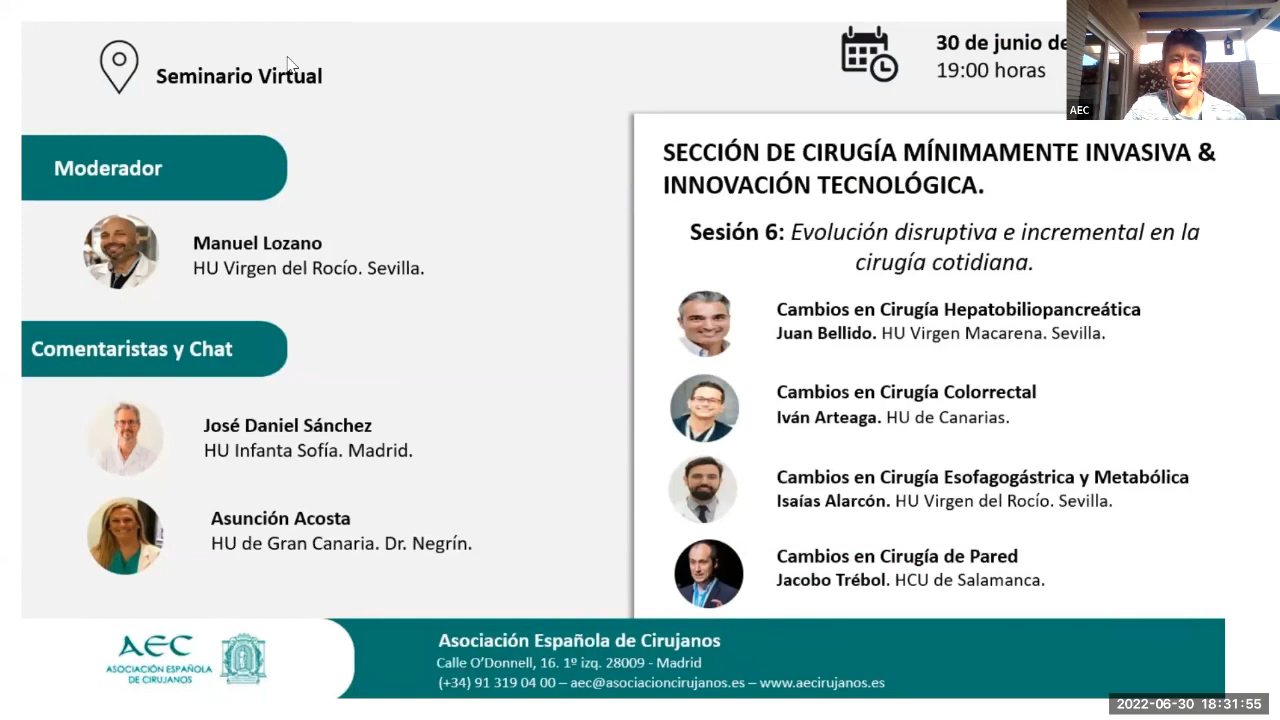 Seminario Virtual
30 de junio de
19:00 horas
AEC
Moderador
Manuel Lozano
HU Virgen del Rocío. Sevilla.
Comentaristas y Chat
José Daniel Sánchez
HU Infanta Sofía. Madrid.
Asunción Acosta
HU de Gran Canaria. Dr. Negrín.
SECCIÓN DE CIRUGÍA MÍNIMAMENTE INVASIVA &
INNOVACIÓN TECNOLÓGICA.
Sesión 6: Evolución disruptiva e incremental en la
cirugía cotidiana.
Cambios en Cirugía Hepatobiliopancreática
Juan Bellido. HU Virgen Macarena. Sevilla.
Cambios en Cirugía Colorrectal
Iván Arteaga. HU de Canarias.
Cambios en Cirugía Esofagogástrica y Metabólica
Isaías Alarcón. HU Virgen del Rocío. Sevilla.
Cambios en Cirugía de Pared
Jacobo Trébol. HCU de Salamanca.
AEC
ASOCIACIÓN ESPAÑOLA
DE CIRUJANOS
Asociación Española de Cirujanos
Calle O'Donnell, 16. 1º izq. 28009 - Madrid
(+34) 91 319 04 00 – aec@asociacioncirujanos.es – www.aecirujanos.es
2022-06-30 18:31:55